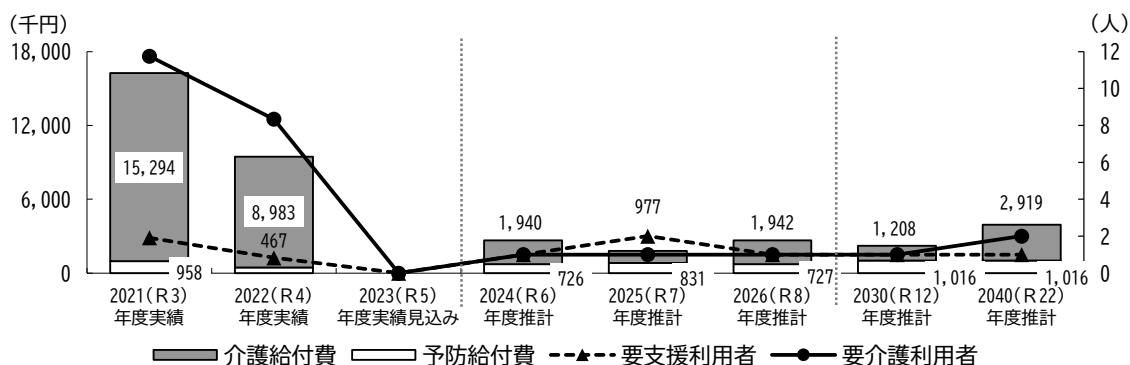 （千円）
（人）
18,000
12,000
6,000
0
12
10
8
6
4
2
0
15,294
958
8,983
467
1,940
726
977
831
1,942
727
1,208
1,016
2,919
1,016
2021(R3)
年度実績
2022(R4)
年度実績
2023(R5)
年度実績見込み
2024(R6)
年度推計
2025(R7)
年度推計
2026(R8)
年度推計
2030(R12)
年度推計
2040(R22)
年度推計
介護給付費 予防給付費 要支援利用者 要介護利用者